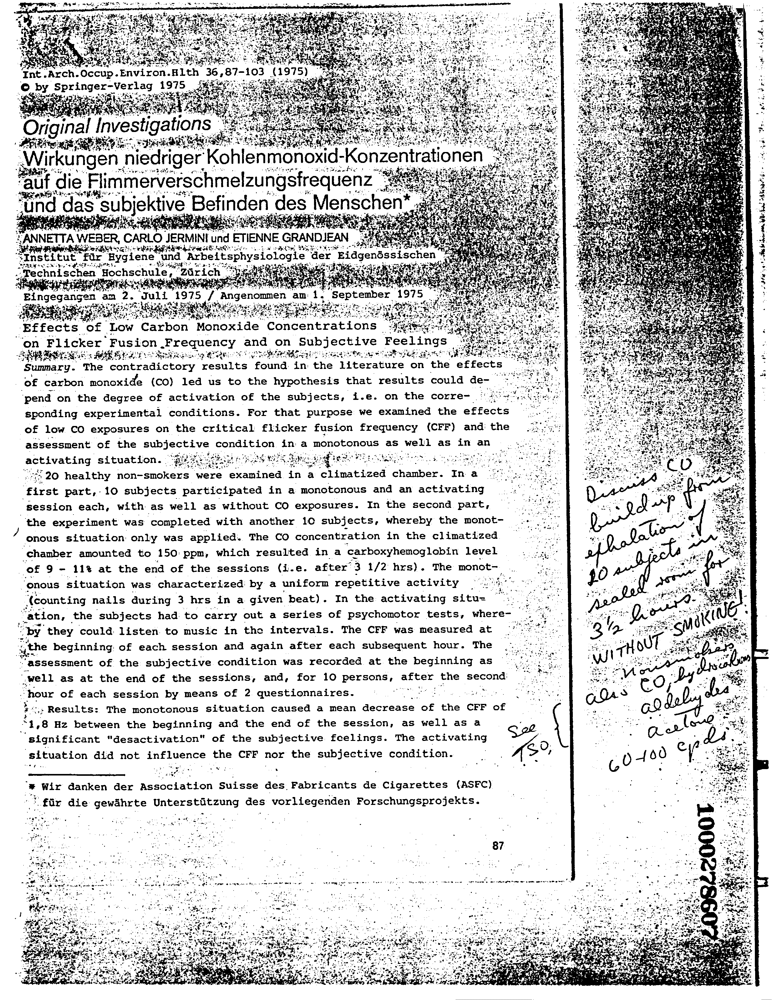 Int.Arch.Occup.Environ.Hlth 36,87-103 (1975)
© by Springer-Verlag 1975
Original Investigations
Wirkungen niedriger Kohlenmonoxid-Konzentrationen
auf die Flimmerverschmelzungsfrequenz
und das subjektive Befinden des Menschen*
ANNETTA WEBER, CARLO JERMINI und ETIENNE GRANDJEAN
Institut für Hygiene und Arbeitsphysiologie der Eidgenössischen
Technischen Hochschule, Zürich
Eingegangen am 2. Juli 1975 / Angenommen am 1. September 1975
Effects of Low Carbon Monoxide Concentrations
on Flicker Fusion Frequency and on Subjective Feelings
Summary. The contradictory results found in the literature on the effects
of carbon monoxide (CO) led us to the hypothesis that results could de-
pend on the degree of activation of the subjects, i.e. on the corre-
sponding experimental conditions. For that purpose we examined the effects
of low CO exposures on the critical flicker fusion frequency (CFF) and the
assessment of the subjective condition in a monotonous as well as in an
activating situation.
20 healthy non-smokers were examined in a climatized chamber. In a
first part, 10 subjects participated in a monotonous and an activating
session each, with as well as without CO exposures. In the second part,
the experiment was completed with another 10 subjects, whereby the monot-
onous situation only was applied. The CO concentration in the climatized
chamber amounted to 150 ppm, which resulted in a carboxyhemoglobin level
of 9 - 11% at the end of the sessions (i.e. after 3 1/2 hrs). The monot-
onous situation was characterized by a uniform repetitive activity
(counting nails during 3 hrs in a given beat). In the activating situ-
ation, the subjects had to carry out a series of psychomotor tests, where-
by they could listen to music in the intervals. The CFF was measured at
the beginning of each session and again after each subsequent hour. The
assessment of the subjective condition was recorded at the beginning as
well as at the end of the sessions, and, for 10 persons, after the second
hour of each session by means of 2 questionnaires.
Results: The monotonous situation caused a mean decrease of the CFF of
1,8 Hz between the beginning and the end of the session, as well as a
significant "desactivation" of the subjective feelings. The activating
situation did not influence the CFF nor the subjective condition.
* Wir danken der Association Suisse des Fabricants de Cigarettes (ASFC)
für die gewährte Unterstützung des vorliegenden Forschungsprojekts.
87
Discuss CO
build up from
exhalation of
20 subjects in
sealed room for
3½ hours.
WITHOUT SMOKING!
Nonsmokers
also CO, hydrocarbons
aldehydes
acetone
60-100 cpds.
See
TSO,
1000278607